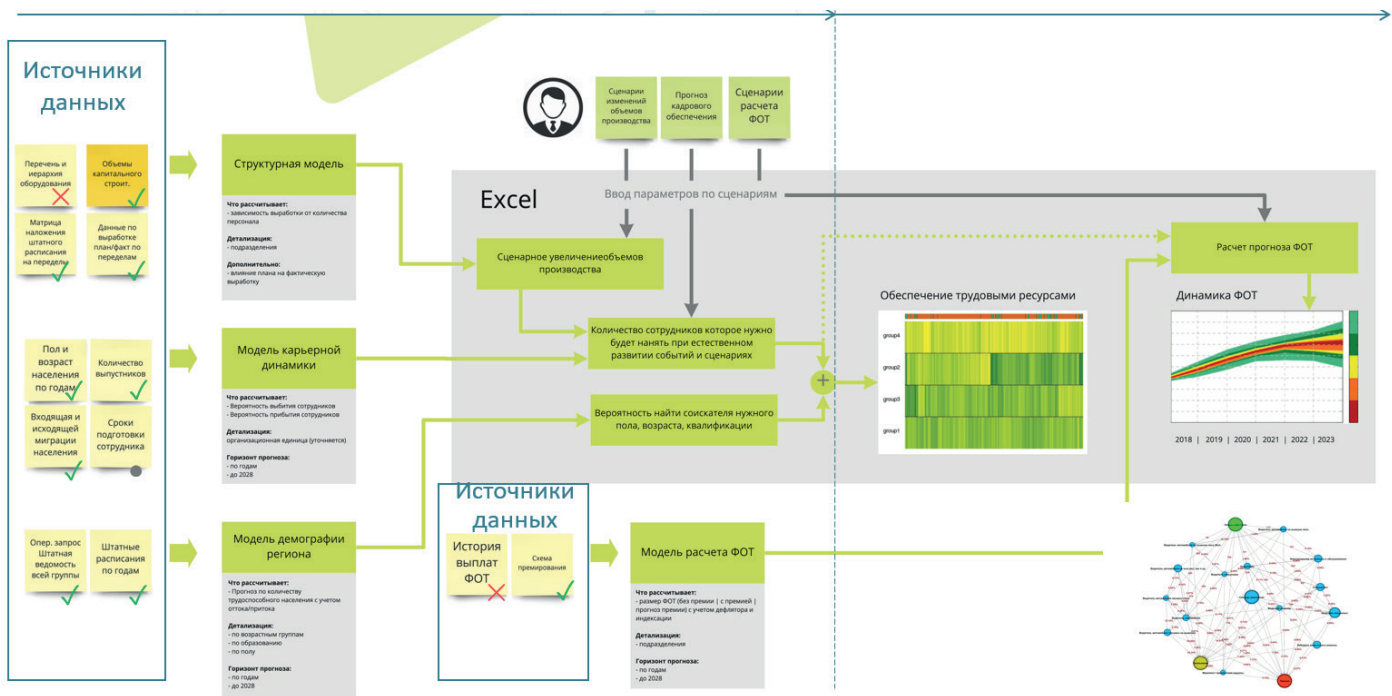 Источники
данных
Перечень и
иерархия
оборудования
Объемы
капитального
строит.
Матрица
наложения
штатного
расписания
на переделы
Данные по
выработке
план/факт по
переделам
Пол и
возраст
населения
по годам
Количество
выпустников
Входящая и
исходящей
миграции
населения
Сроки
подготовки
сотрудника
Опер. запрос
Штатная
ведомость
всей группы
Штатные
расписания
по годам
Структурная модель
Что рассчитывает:
- зависимость выработки от количества
персонала
Детализация:
- подразделения
Дополнительно:
- влияние плана на фактическую
выработку
Модель карьерной
динамики
Что рассчитывает:
- Вероятность выбытия сотрудников
- Вероятность прибытия сотрудников
Детализация:
организационная единица (уточняется)
Горизонт прогноза:
- по годам
- до 2028
Модель демографии
региона
Что рассчитывает:
- Прогноз по количеству
трудоспособного населения с учетом
оттока/притока
Детализация:
- по возрастным группам
- по образованию
- по полу
Горизонт прогноза:
- по годам
- до 2028
Сценарии
изменений
объемов
производства
Прогноз
кадрового
обеспечения
Сценарии
расчета
ФОТ
Excel
Ввод параметров по сценариям
Сценарное увеличениеобъемов
производства
Количество сотрудников которое нужно
будет нанять при естественном
развитии событий и сценариях
Вероятность найти соискателя нужного
пола, возраста, квалификации
+
Обеспечение трудовыми ресурсами
group4
group2
group3
group1
Расчет прогноза ФОТ
Динамика ФОТ
2018 | 2019 | 2020 | 2021 | 2022 | 2023
Источники
данных
История
выплат
ФОТ
Схема
премирования
Модель расчета ФОТ
Что рассчитывает:
- размер ФОТ (без премии | с премией |
прогноз премии) с учетом дефлятора и
индексации
Детализация:
- подразделения
Горизонт прогноза:
- по годам
- до 2028